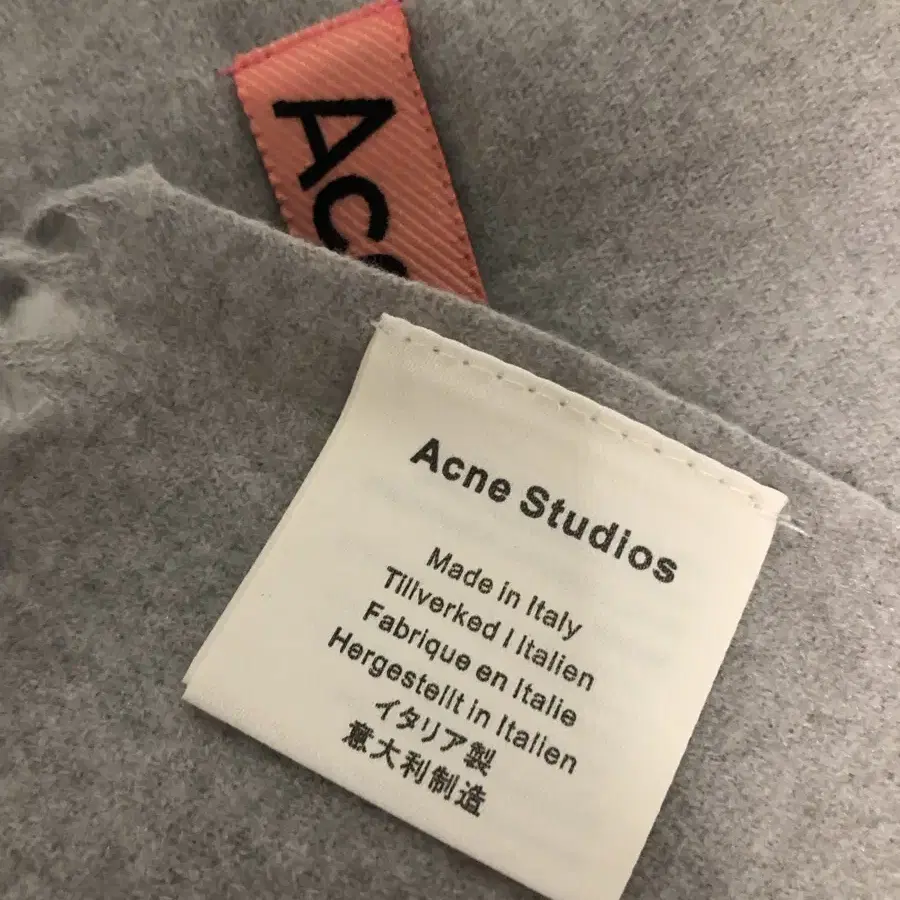 Ac
Acne Studios
Made in Italy
Tillverked I Italien
Fabrique en Italie
Hergestellt in Italien
イタリア製
意大利制造